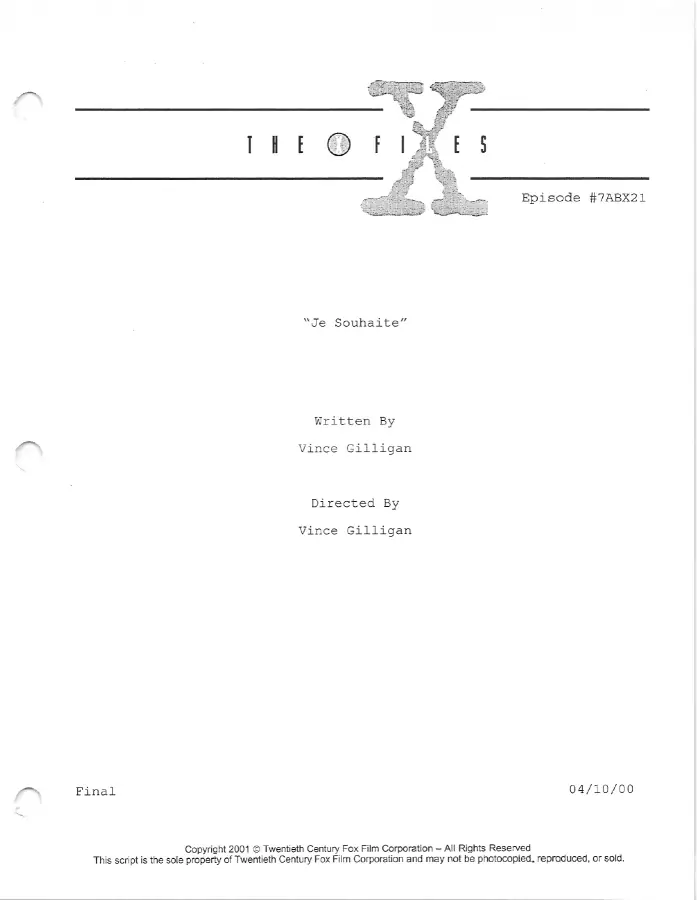 THE X FILES
Episode #7ABX21
"Je Souhaite"
Written By
Vince Gilligan
Directed By
Vince Gilligan
Final
04/10/00
Copyright 2001 © Twentieth Century Fox Film Corporation – All Rights Reserved
This script is the sole property of Twentieth Century Fox Film Corporation and may not be photocopied, reproduced, or sold.